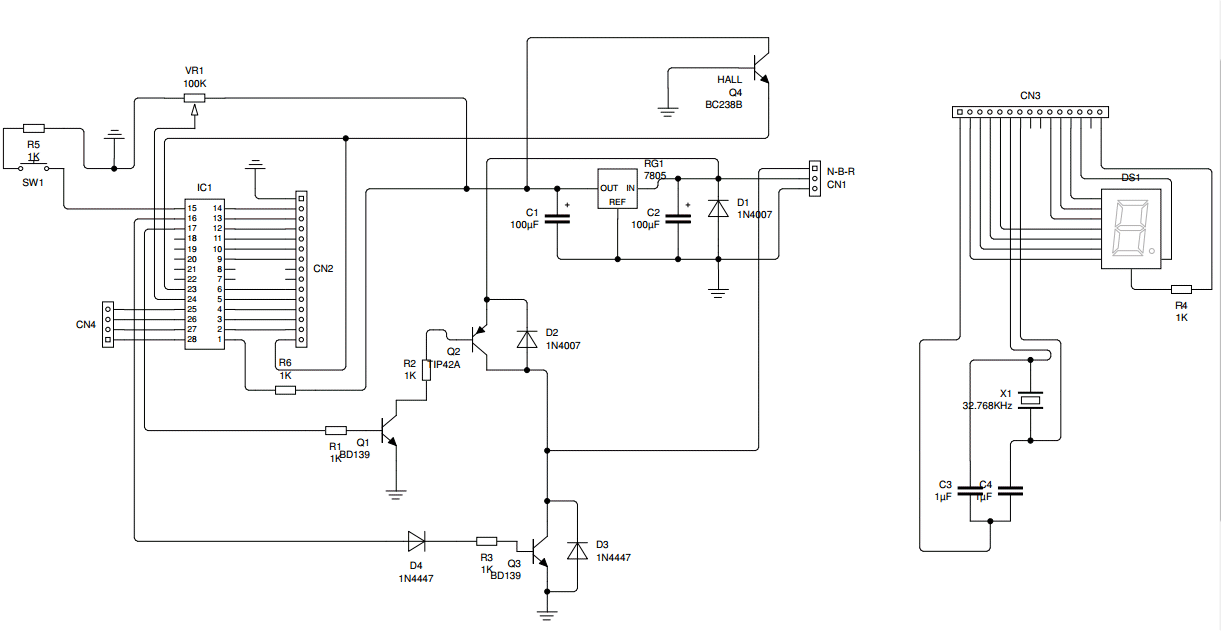 VR1
100K
HALL
Q4
BC238B
CN3
R5
1K
SW1
IC1
RG1
7805
OUT IN
REF
N-B-R
CN1
DS1
15 14
16 13
17 12
18 11
19 10
20 9
21 8
22 7
23 6
24 5
25 4
26 3
27 2
28 1
CN2
CN4
C1
100µF
+
C2
100µF
+
D1
1N4007
R4
1K
R6
1K
Q2
TIP42A
D2
1N4007
R2
1K
R1
1K
Q1
BD139
X1
32.768KHz
C3
1µF
C4
1µF
D4
1N4447
R3
1K
Q3
BD139
D3
1N4447